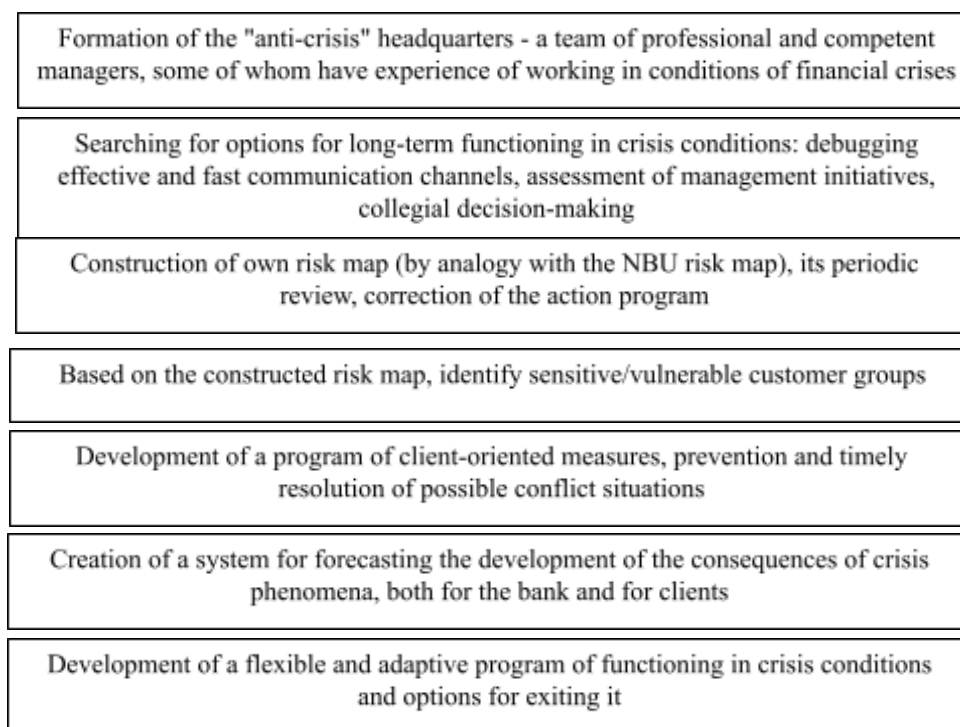 Formation of the "anti-crisis" headquarters - a team of professional and competent
managers, some of whom have experience of working in conditions of financial crises
Searching for options for long-term functioning in crisis conditions: debugging
effective and fast communication channels, assessment of management initiatives,
collegial decision-making
Construction of own risk map (by analogy with the NBU risk map), its periodic
review, correction of the action program
Based on the constructed risk map, identify sensitive/vulnerable customer groups
Development of a program of client-oriented measures, prevention and timely
resolution of possible conflict situations
Creation of a system for forecasting the development of the consequences of crisis
phenomena, both for the bank and for clients
Development of a flexible and adaptive program of functioning in crisis conditions
and options for exiting it